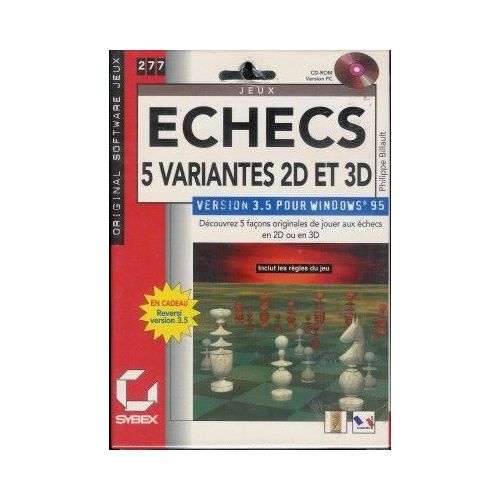 277
ORIGINAL SOFTWARE JEUX
CD-ROM
Version PC
JEUX
ECHECS
5 VARIANTES 2D ET 3D
Philippe Billault
VERSION 3.5 POUR WINDOWS® 95
Découvrez 5 façons originales de jouer aux échecs
en 2D ou en 3D
Inclut les règles du jeu
EN CADEAU
Reversi
version 3.5
SYBEX